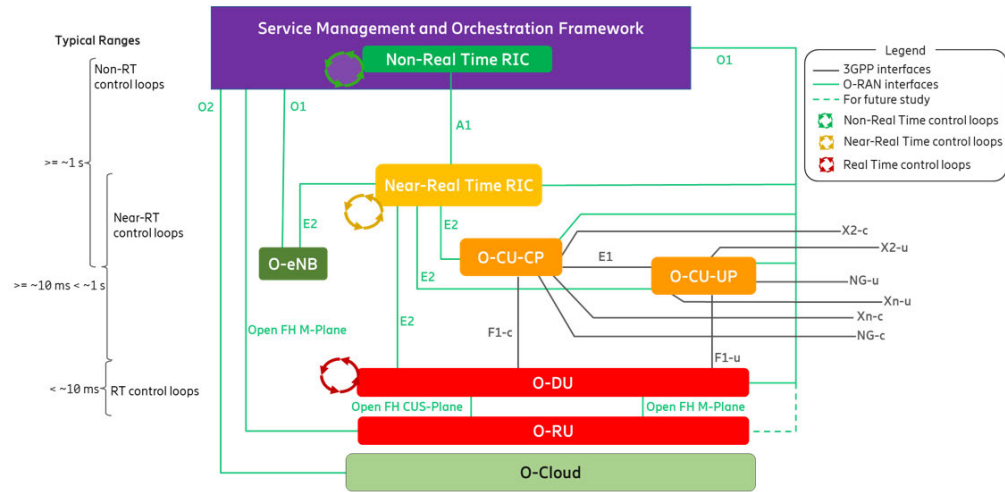 Service Management and Orchestration Framework
Typical Ranges
Non-Real Time RIC
Non-RT
control loops
O1
Legend
3GPP interfaces
O-RAN interfaces
For future study
Non-Real Time control loops
Near-Real Time control loops
Real Time control loops
O2
O1
A1
>= ~1 s
Near-Real Time RIC
Near-RT
control loops
E2
E2
O-eNB
O-CU-CP
E1
O-CU-UP
X2-c
X2-u
E2
NG-u
>= ~10 ms < ~1 s
Xn-u
Xn-c
Open FH M-Plane
E2
F1-c
NG-c
F1-u
< ~10 ms
RT control loops
O-DU
Open FH CUS-Plane
Open FH M-Plane
O-RU
O-Cloud